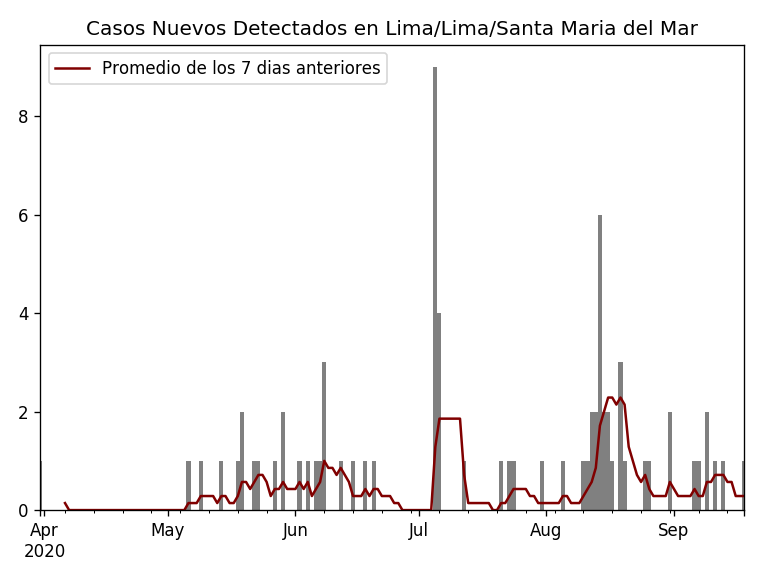 Casos Nuevos Detectados en Lima/Lima/Santa Maria del Mar
Promedio de los 7 dias anteriores
8
6
4
2
0
Apr May Jun Jul Aug Sep
2020